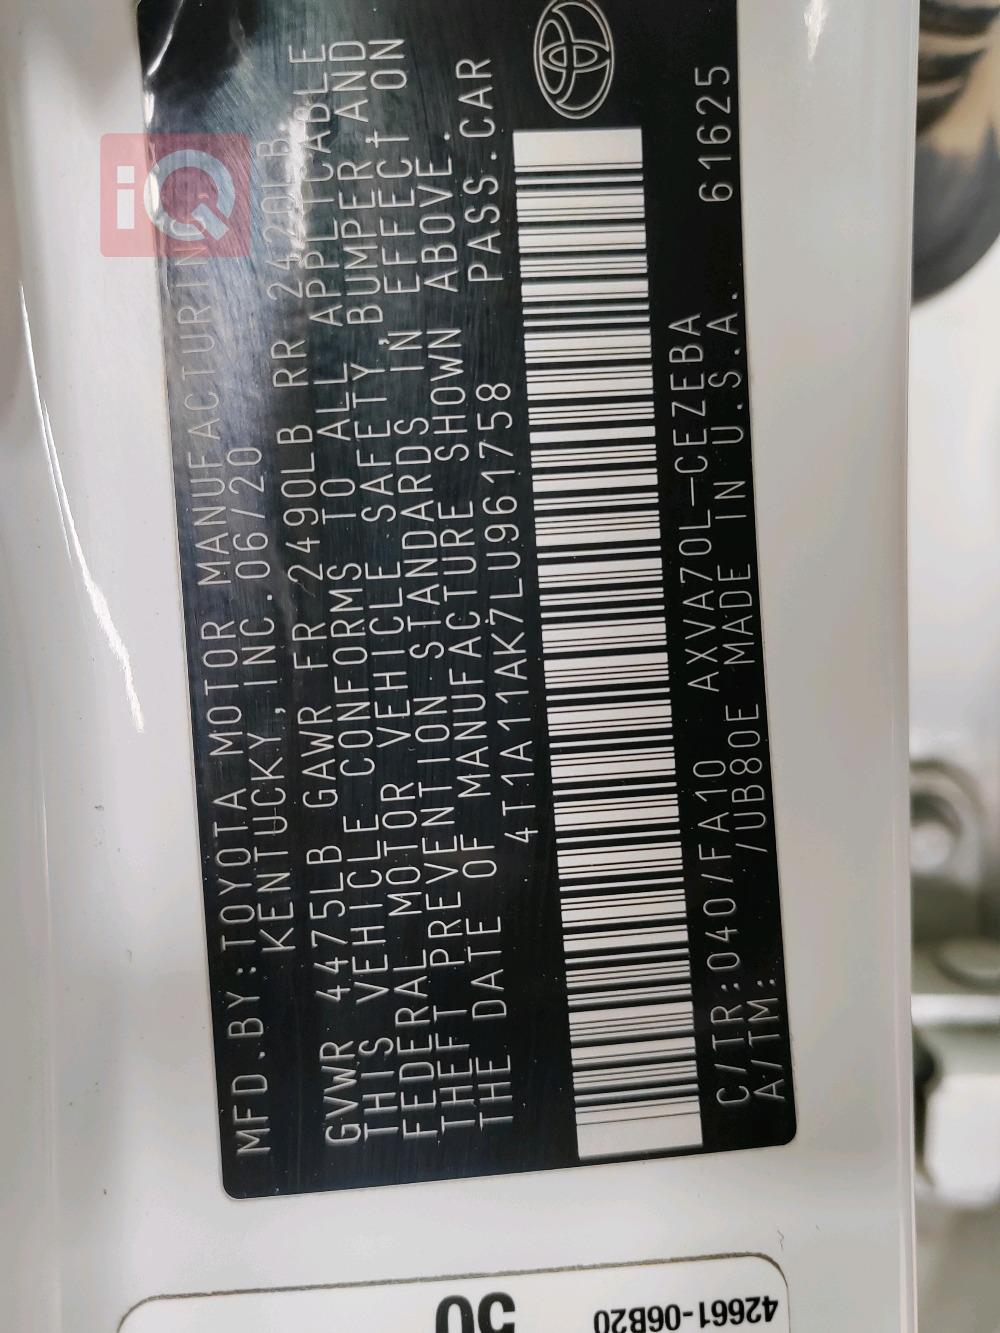 MFD.BY:TOYOTA MOTOR MANUFACTURING
KENTUCKY,INC.06/20
GVWR 4475LB GAWR FR 2490LB RR 2420LB
THIS VEHICLE CONFORMS TO ALL APPLICABLE
FEDERAL MOTOR VEHICLE SAFETY,BUMPER AND
THEFT PREVENTION STANDARDS IN EFFECT ON
THE DATE OF MANUFACTURE SHOWN ABOVE.
4T1A11AK7LU961758 PASS.CAR
C/TR:040/FA10 AXVA70L-CEZEBA 61625
A/TM: /UB80E MADE IN U.S.A.
iQ
50
42661-06B20